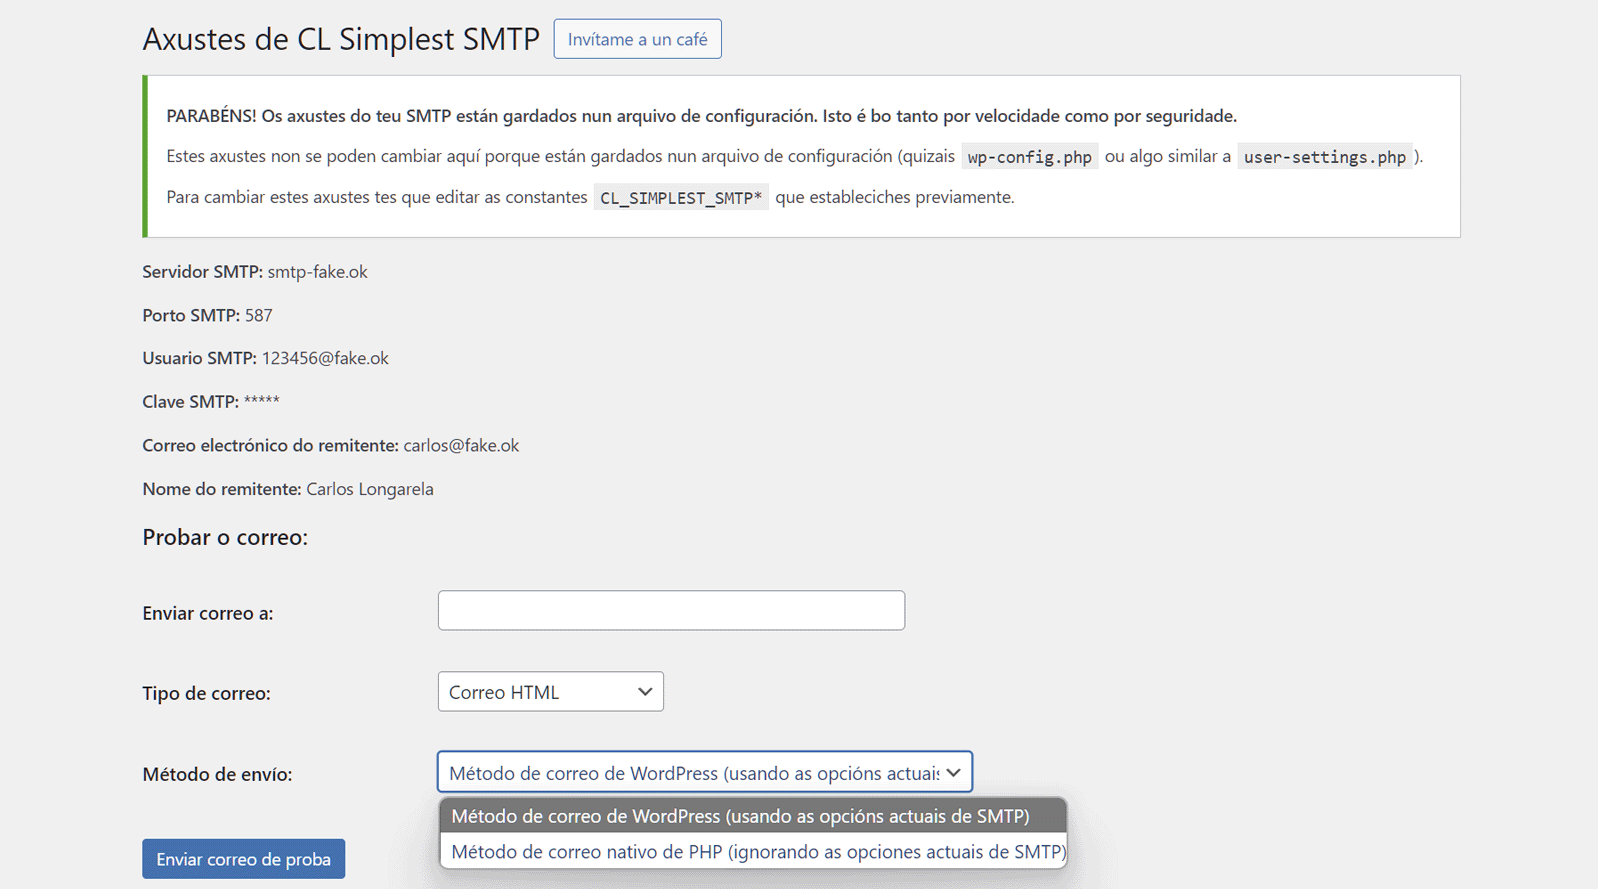 Axustes de CL Simplest SMTP
Invítame a un café
PARABÉNS! Os axustes do teu SMTP están gardados nun arquivo de configuración. Isto é bo tanto por velocidade como por seguridade.
Estes axustes non se poden cambiar aquí porque están gardados nun arquivo de configuración (quizais wp-config.php ou algo similar a user-settings.php ).
Para cambiar estes axustes tes que editar as constantes CL_SIMPLEST_SMTP* que estableciches previamente.
Servidor SMTP: smtp-fake.ok
Porto SMTP: 587
Usuario SMTP: 123456@fake.ok
Clave SMTP: *****
Correo electrónico do remitente: carlos@fake.ok
Nome do remitente: Carlos Longarela
Probar o correo:
Enviar correo a:
Tipo de correo:
Correo HTML
Método de envío:
Método de correo de WordPress (usando as opcións actuais
Método de correo de WordPress (usando as opcións actuais de SMTP)
Método de correo nativo de PHP (ignorando as opciones actuais de SMTP)
Enviar correo de proba